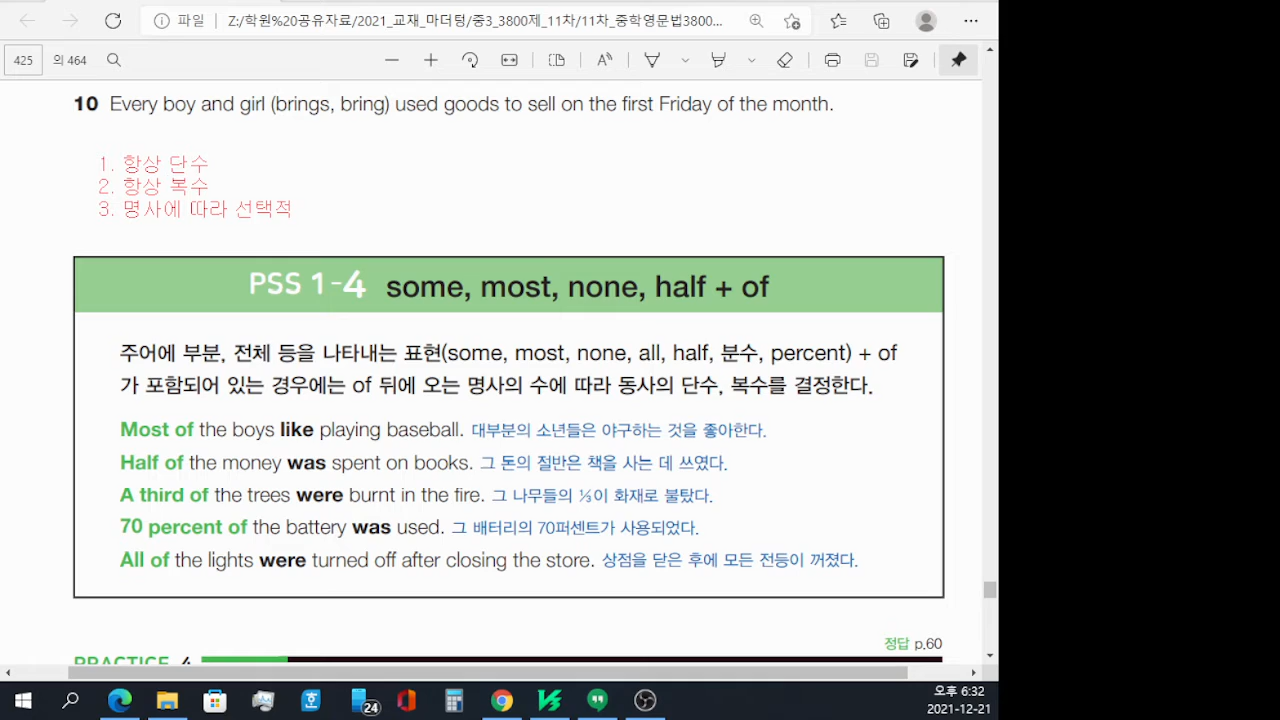 파일 Z:/학원%20공유자료/2021_교재_마더텅/중3_3800제_11차/11차_중학영문법3800...
425 의 464
10 Every boy and girl (brings, bring) used goods to sell on the first Friday of the month.
1. 항상 단수
2. 항상 복수
3. 명사에 따라 선택적
PSS 1-4 some, most, none, half + of
주어에 부분, 전체 등을 나타내는 표현(some, most, none, all, half, 분수, percent) + of
가 포함되어 있는 경우에는 of 뒤에 오는 명사의 수에 따라 동사의 단수, 복수를 결정한다.
Most of the boys like playing baseball. 대부분의 소년들은 야구하는 것을 좋아한다.
Half of the money was spent on books. 그 돈의 절반은 책을 사는 데 쓰였다.
A third of the trees were burnt in the fire. 그 나무들의 ⅓이 화재로 불탔다.
70 percent of the battery was used. 그 배터리의 70퍼센트가 사용되었다.
All of the lights were turned off after closing the store. 상점을 닫은 후에 모든 전등이 꺼졌다.
정답 p.60
PRACTICE 4
24
오후 6:32
2021-12-21